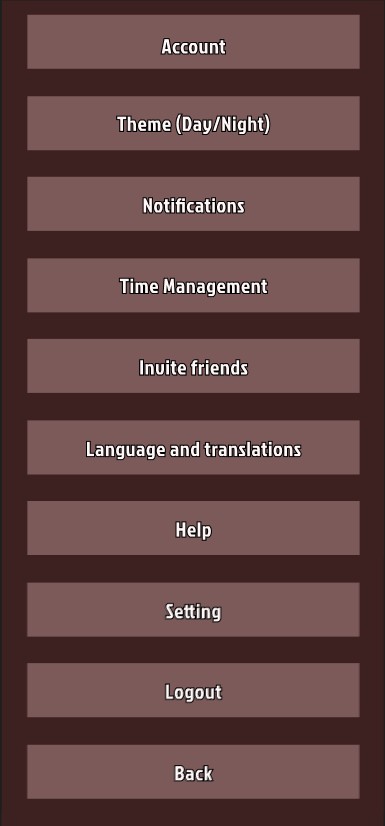 Account
Theme (Day/Night)
Notifications
Time Management
Invite friends
Language and translations
Help
Setting
Logout
Back